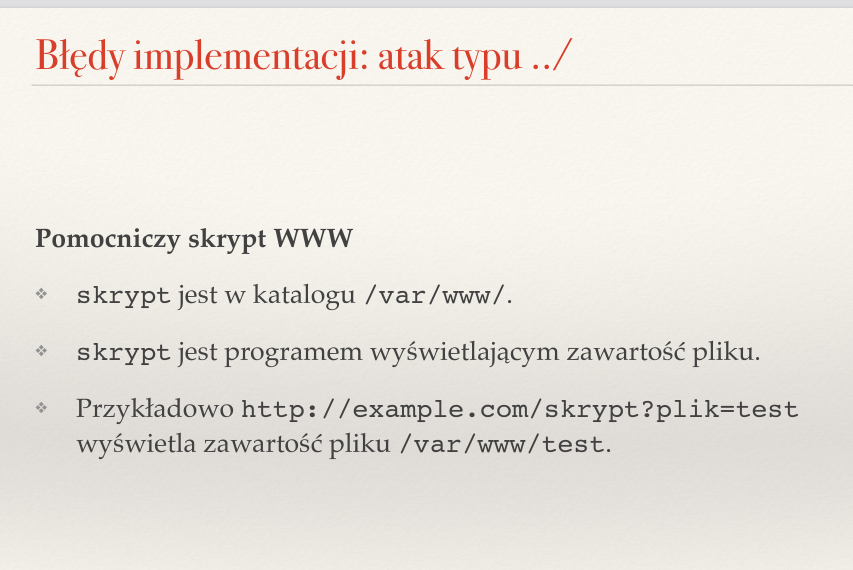 Błędy implementacji: atak typu ../
Pomocniczy skrypt WWW
❖ skrypt jest w katalogu /var/www/.
❖ skrypt jest programem wyświetlającym zawartość pliku.
❖ Przykładowo http://example.com/skrypt?plik=test
wyświetla zawartość pliku /var/www/test.